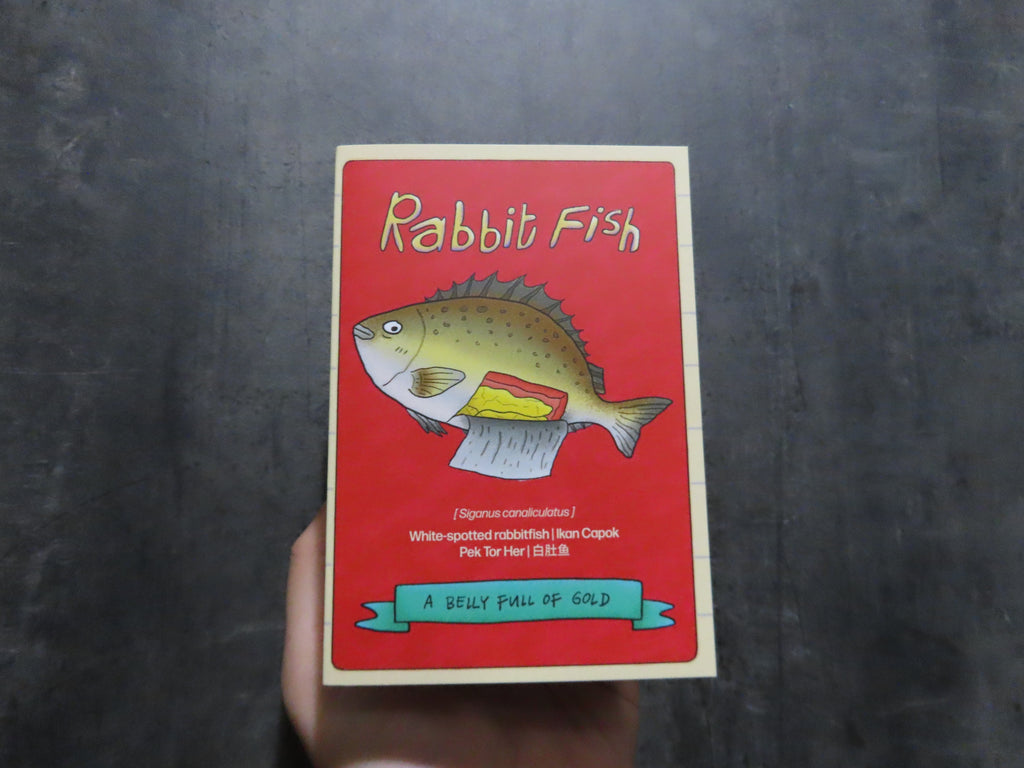 Rabbit Fish
[Siganus canaliculatus]
White-spotted rabbitfish | Ikan Capok
Pek Tor Her | 白肚鱼
A BELLY FULL OF GOLD